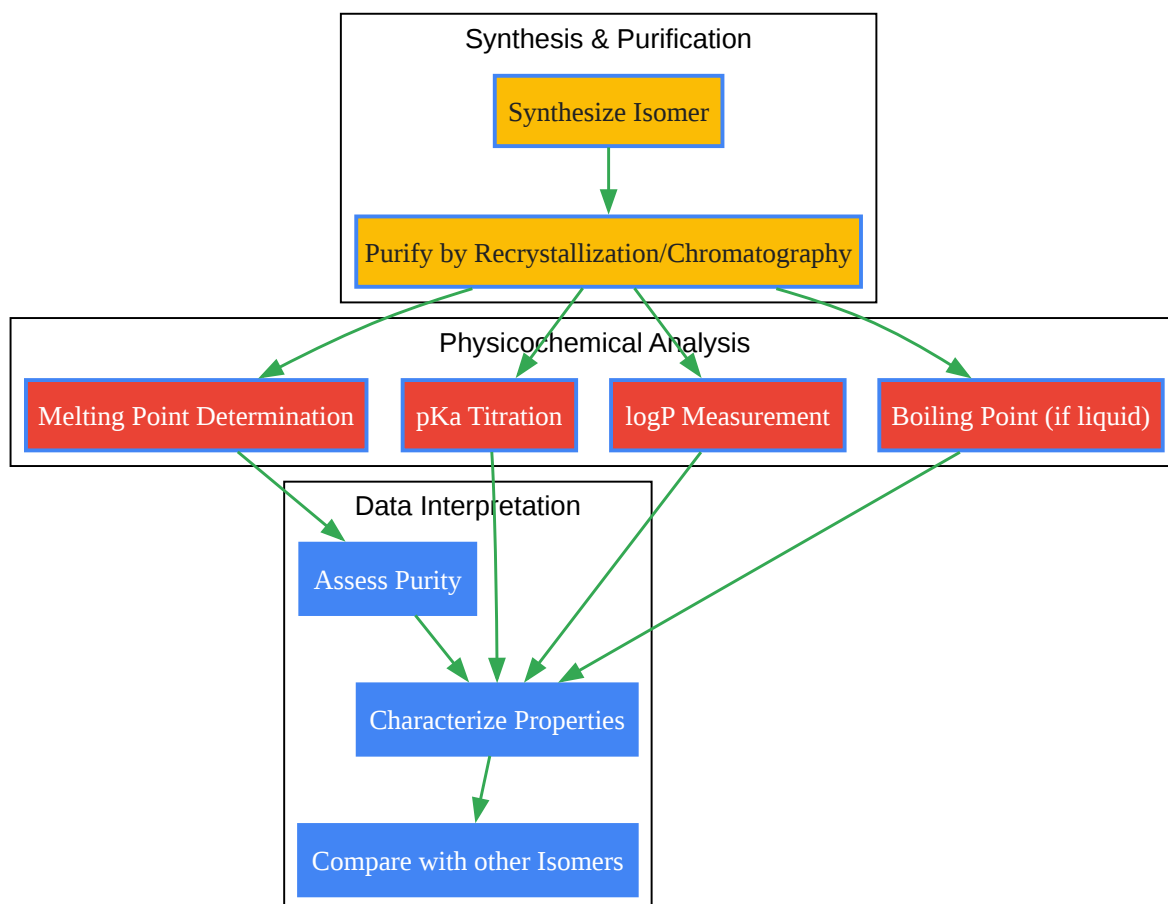 Synthesis & Purification
Synthesize Isomer
Purify by Recrystallization/Chromatography
Physicochemical Analysis
Melting Point Determination
pKa Titration
logP Measurement
Boiling Point (if liquid)
Data Interpretation
Assess Purity
Characterize Properties
Compare with other Isomers